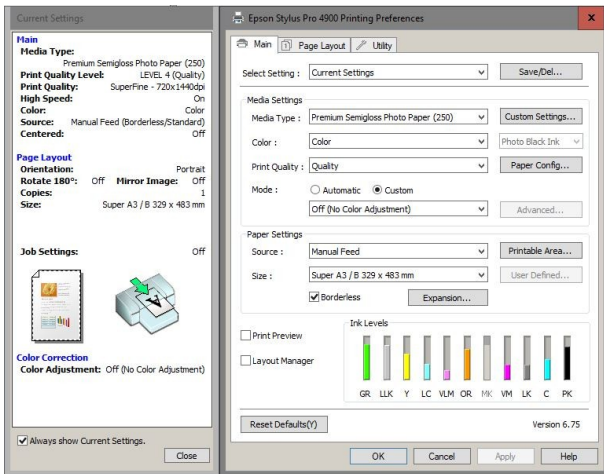 Current Settings
Main
Media Type:
Premium Semigloss Photo Paper (250)
Print Quality Level: LEVEL 4 (Quality)
Print Quality: SuperFine - 720x1440dpi
High Speed: On
Color: Color
Source: Manual Feed (Borderless/Standard)
Centered: Off
Page Layout
Orientation: Portrait
Rotate 180°: Off Mirror Image: Off
Copies: 1
Size: Super A3 / B 329 x 483 mm
Job Settings: Off
A
Color Correction
Color Adjustment: Off (No Color Adjustment)
Always show Current Settings.
Close
Epson Stylus Pro 4900 Printing Preferences
x
Main 1 Page Layout Utility
Select Setting : Current Settings Save/Del...
Media Settings
Media Type : Premium Semigloss Photo Paper (250) Custom Settings...
Color : Color Photo Black Ink
Print Quality : Quality Paper Config...
Mode : Automatic Custom
Off (No Color Adjustment) Advanced...
Paper Settings
Source : Manual Feed Printable Area...
Size : Super A3 / B 329 x 483 mm User Defined...
Borderless Expansion...
Print Preview
Layout Manager
Ink Levels
GR LLK Y LC VLM OR MK VM LK C PK
Reset Defaults(Y) Version 6.75
OK Cancel Apply Help